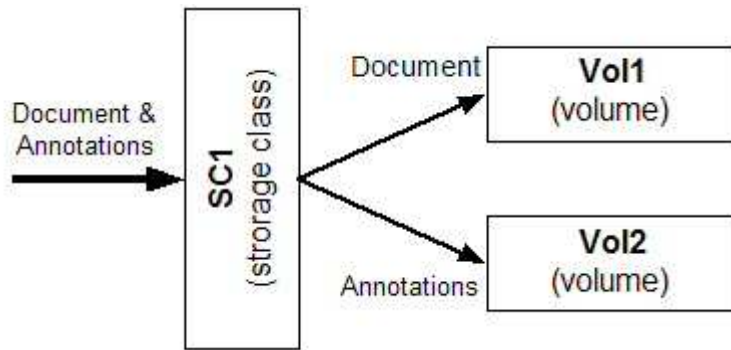 Document &
Annotations
SC1
(strorage class)
Document
Vol1
(volume)
Annotations
Vol2
(volume)